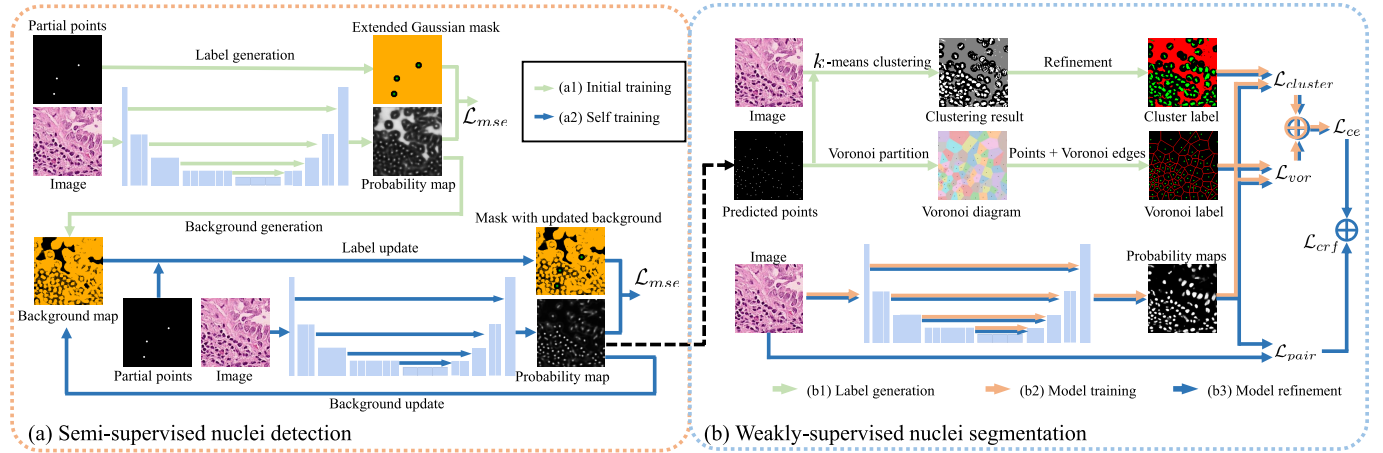 Partial points
Label generation
Extended Gaussian mask
Image
Probability map
ℒmse
(a1) Initial training
(a2) Self training
Background generation
Mask with updated background
Label update
ℒmse
Background map
Partial points
Image
Probability map
Background update
(a) Semi-supervised nuclei detection
k-means clustering
Refinement
Image
Clustering result
Cluster label
ℒcluster
ℒce
Voronoi partition
Points + Voronoi edges
ℒvor
Predicted points
Voronoi diagram
Voronoi label
ℒcrf
Image
Probability maps
ℒpair
(b1) Label generation
(b2) Model training
(b3) Model refinement
(b) Weakly-supervised nuclei segmentation